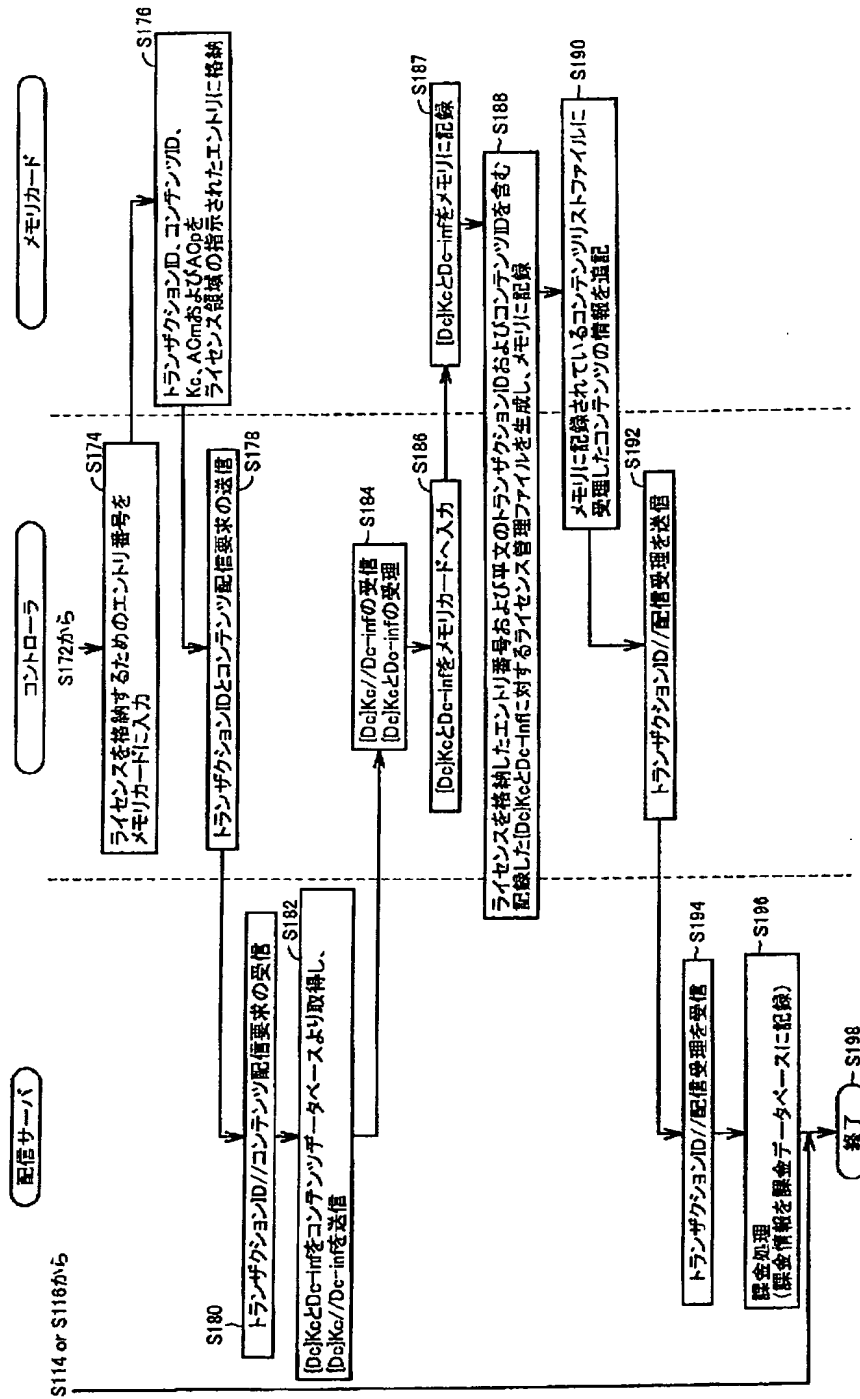 配信サーバ
コントローラ
メモリカード
S114 or S116から
S172から
S174
ライセンスを格納するためのエントリ番号を
メモリカードに入力
S176
トランザクションID、コンテンツID、
Kc、ACmおよびACpを
ライセンス領域の指示されたエントリに格納
S178
トランザクションIDとコンテンツ配信要求の送信
S180
トランザクションID//コンテンツ配信要求の受信
S182
{Dc}KcとDc-infをコンテンツデータベースより取得し、
{Dc}Kc//Dc-infを送信
S184
{Dc}Kc//Dc-infの受信
{Dc}KcとDc-infの受理
S186
{Dc}KcとDc-infをメモリカードへ入力
S187
{Dc}KcとDc-infをメモリに記録
S188
ライセンスを格納したエントリ番号および平文のトランザクションIDおよびコンテンツIDを含む
記録した{Dc}KcとDc-infに対するライセンス管理ファイルを生成し、メモリに記録
S190
メモリに記録されているコンテンツリストファイルに
受理したコンテンツの情報を追記
S192
トランザクションID//配信受理を送信
S194
トランザクションID//配信受理を受信
S196
課金処理
(課金情報を課金データベースに記録)
S198
終了